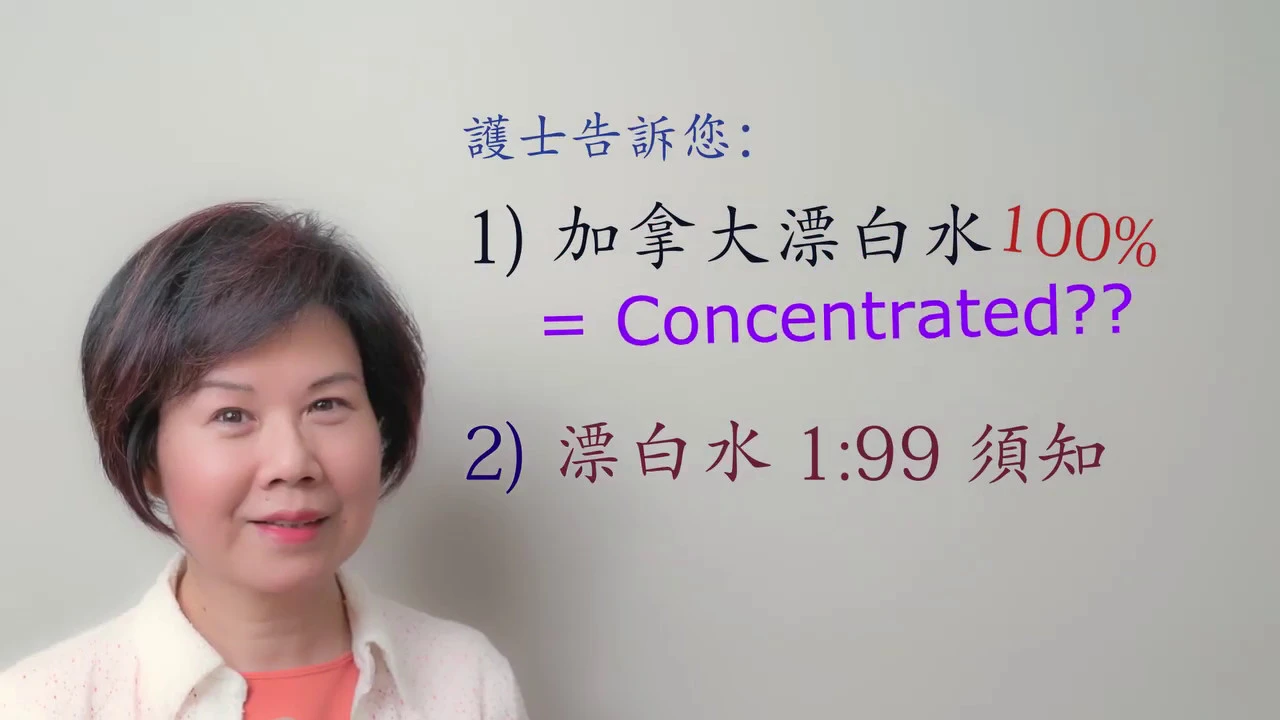 護士告訴您：
1) 加拿大漂白水100%
= Concentrated??
2) 漂白水 1:99 須知